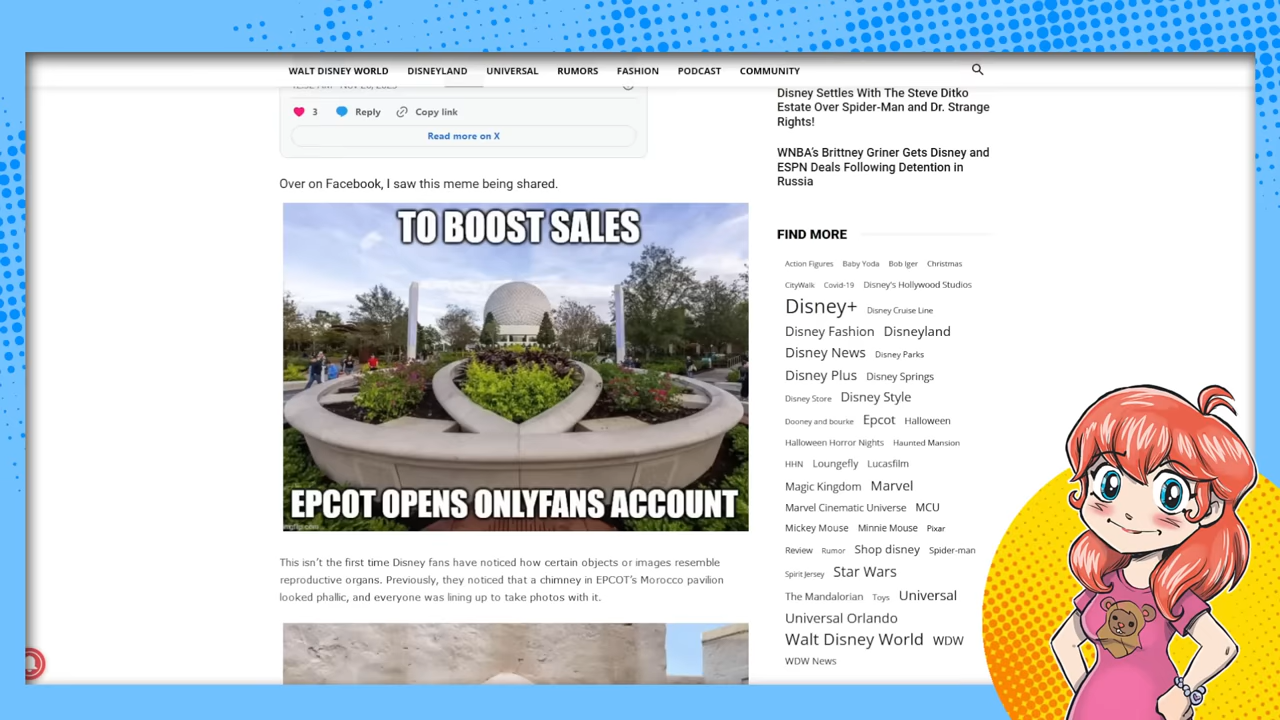 WALT DISNEY WORLD DISNEYLAND UNIVERSAL RUMORS FASHION PODCAST COMMUNITY
3 Reply Copy link
Read more on X
Over on Facebook, I saw this meme being shared.
TO BOOST SALES
EPCOT OPENS ONLYFANS ACCOUNT
imgflip.com
This isn't the first time Disney fans have noticed how certain objects or images resemble
reproductive organs. Previously, they noticed that a chimney in EPCOT's Morocco pavilion
looked phallic, and everyone was lining up to take photos with it.
Disney Settles With The Steve Ditko
Estate Over Spider-Man and Dr. Strange
Rights!
WNBA's Brittney Griner Gets Disney and
ESPN Deals Following Detention in
Russia
FIND MORE
Action Figures Baby Yoda Bob Iger Christmas
CityWalk Covid-19 Disney's Hollywood Studios
Disney+ Disney Cruise Line
Disney Fashion Disneyland
Disney News Disney Parks
Disney Plus Disney Springs
Disney Store Disney Style
Dooney and bourke Epcot Halloween
Halloween Horror Nights Haunted Mansion
HHN Loungefly Lucasfilm
Magic Kingdom Marvel
Marvel Cinematic Universe MCU
Mickey Mouse Minnie Mouse Pixar
Review Rumor Shop disney Spider-man
Spirit Jersey Star Wars
The Mandalorian Toys Universal
Universal Orlando
Walt Disney World WDW
WDW News